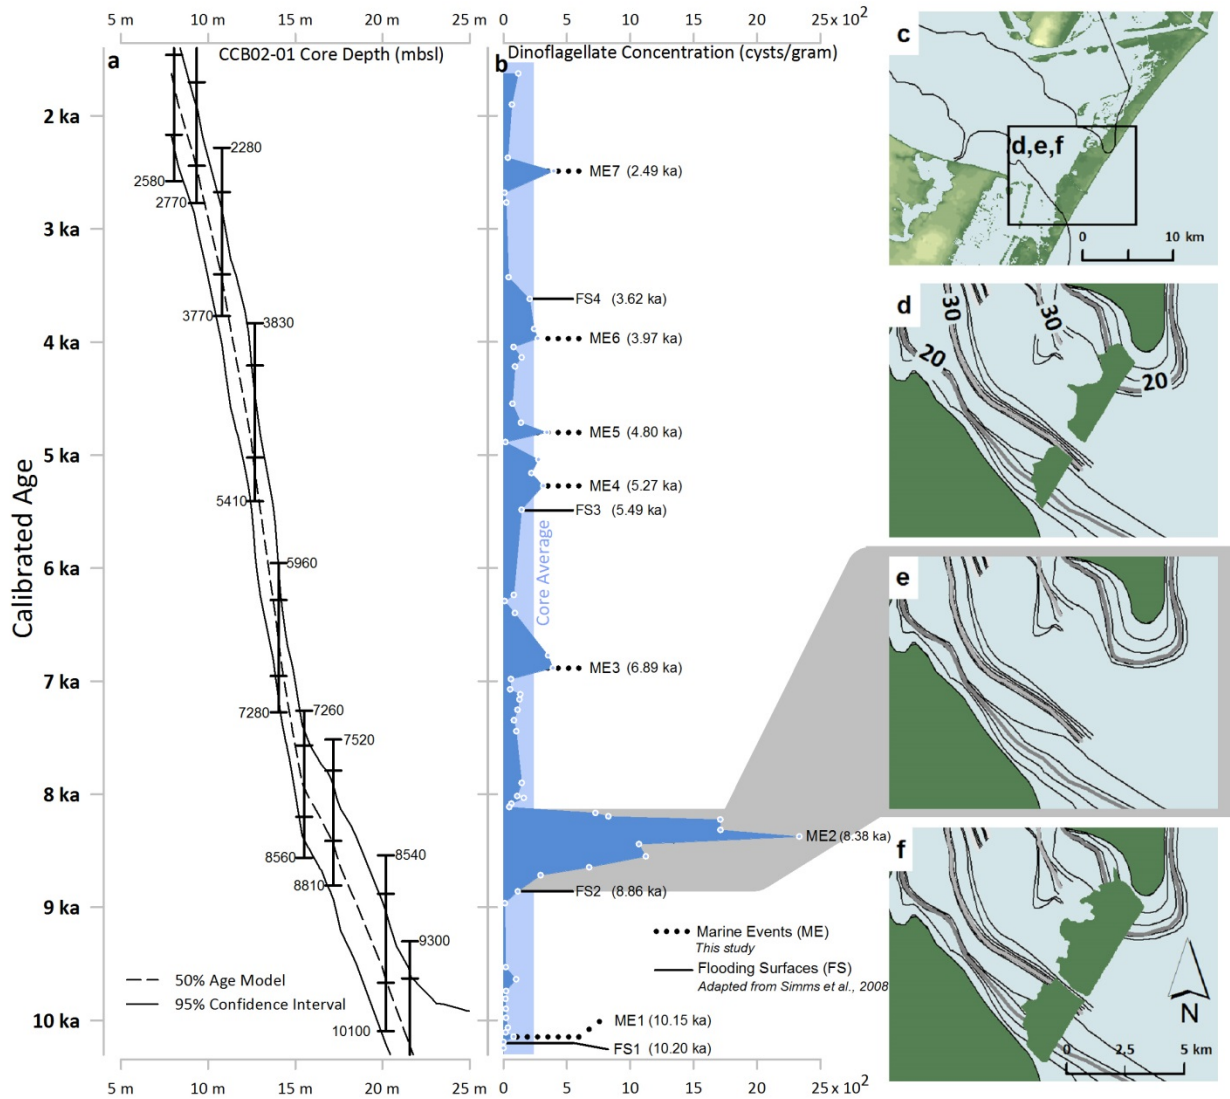 5 m 10 m 15 m 20 m 25 m
0 5 10 15 20 25 x 10²
a CCB02-01 Core Depth (mbsl)
b Dinoflagellate Concentration (cysts/gram)
Calibrated Age
2 ka
3 ka
4 ka
5 ka
6 ka
7 ka
8 ka
9 ka
10 ka
2280
2580
2770
3770
3830
5410
5960
7280
7260
7520
8560
8810
8540
9300
10100
50% Age Model
95% Confidence Interval
5 m 10 m 15 m 20 m 25 m
ME7 (2.49 ka)
FS4 (3.62 ka)
ME6 (3.97 ka)
ME5 (4.80 ka)
ME4 (5.27 ka)
FS3 (5.49 ka)
Core Average
ME3 (6.89 ka)
ME2 (8.38 ka)
FS2 (8.86 ka)
Marine Events (ME)
This study
Flooding Surfaces (FS)
Adapted from Simms et al., 2008
ME1 (10.15 ka)
FS1 (10.20 ka)
0 5 10 15 20 25 x 10²
c
d,e,f
0 10 km
d
30
30
20
20
e
f
N
0 2,5 5 km